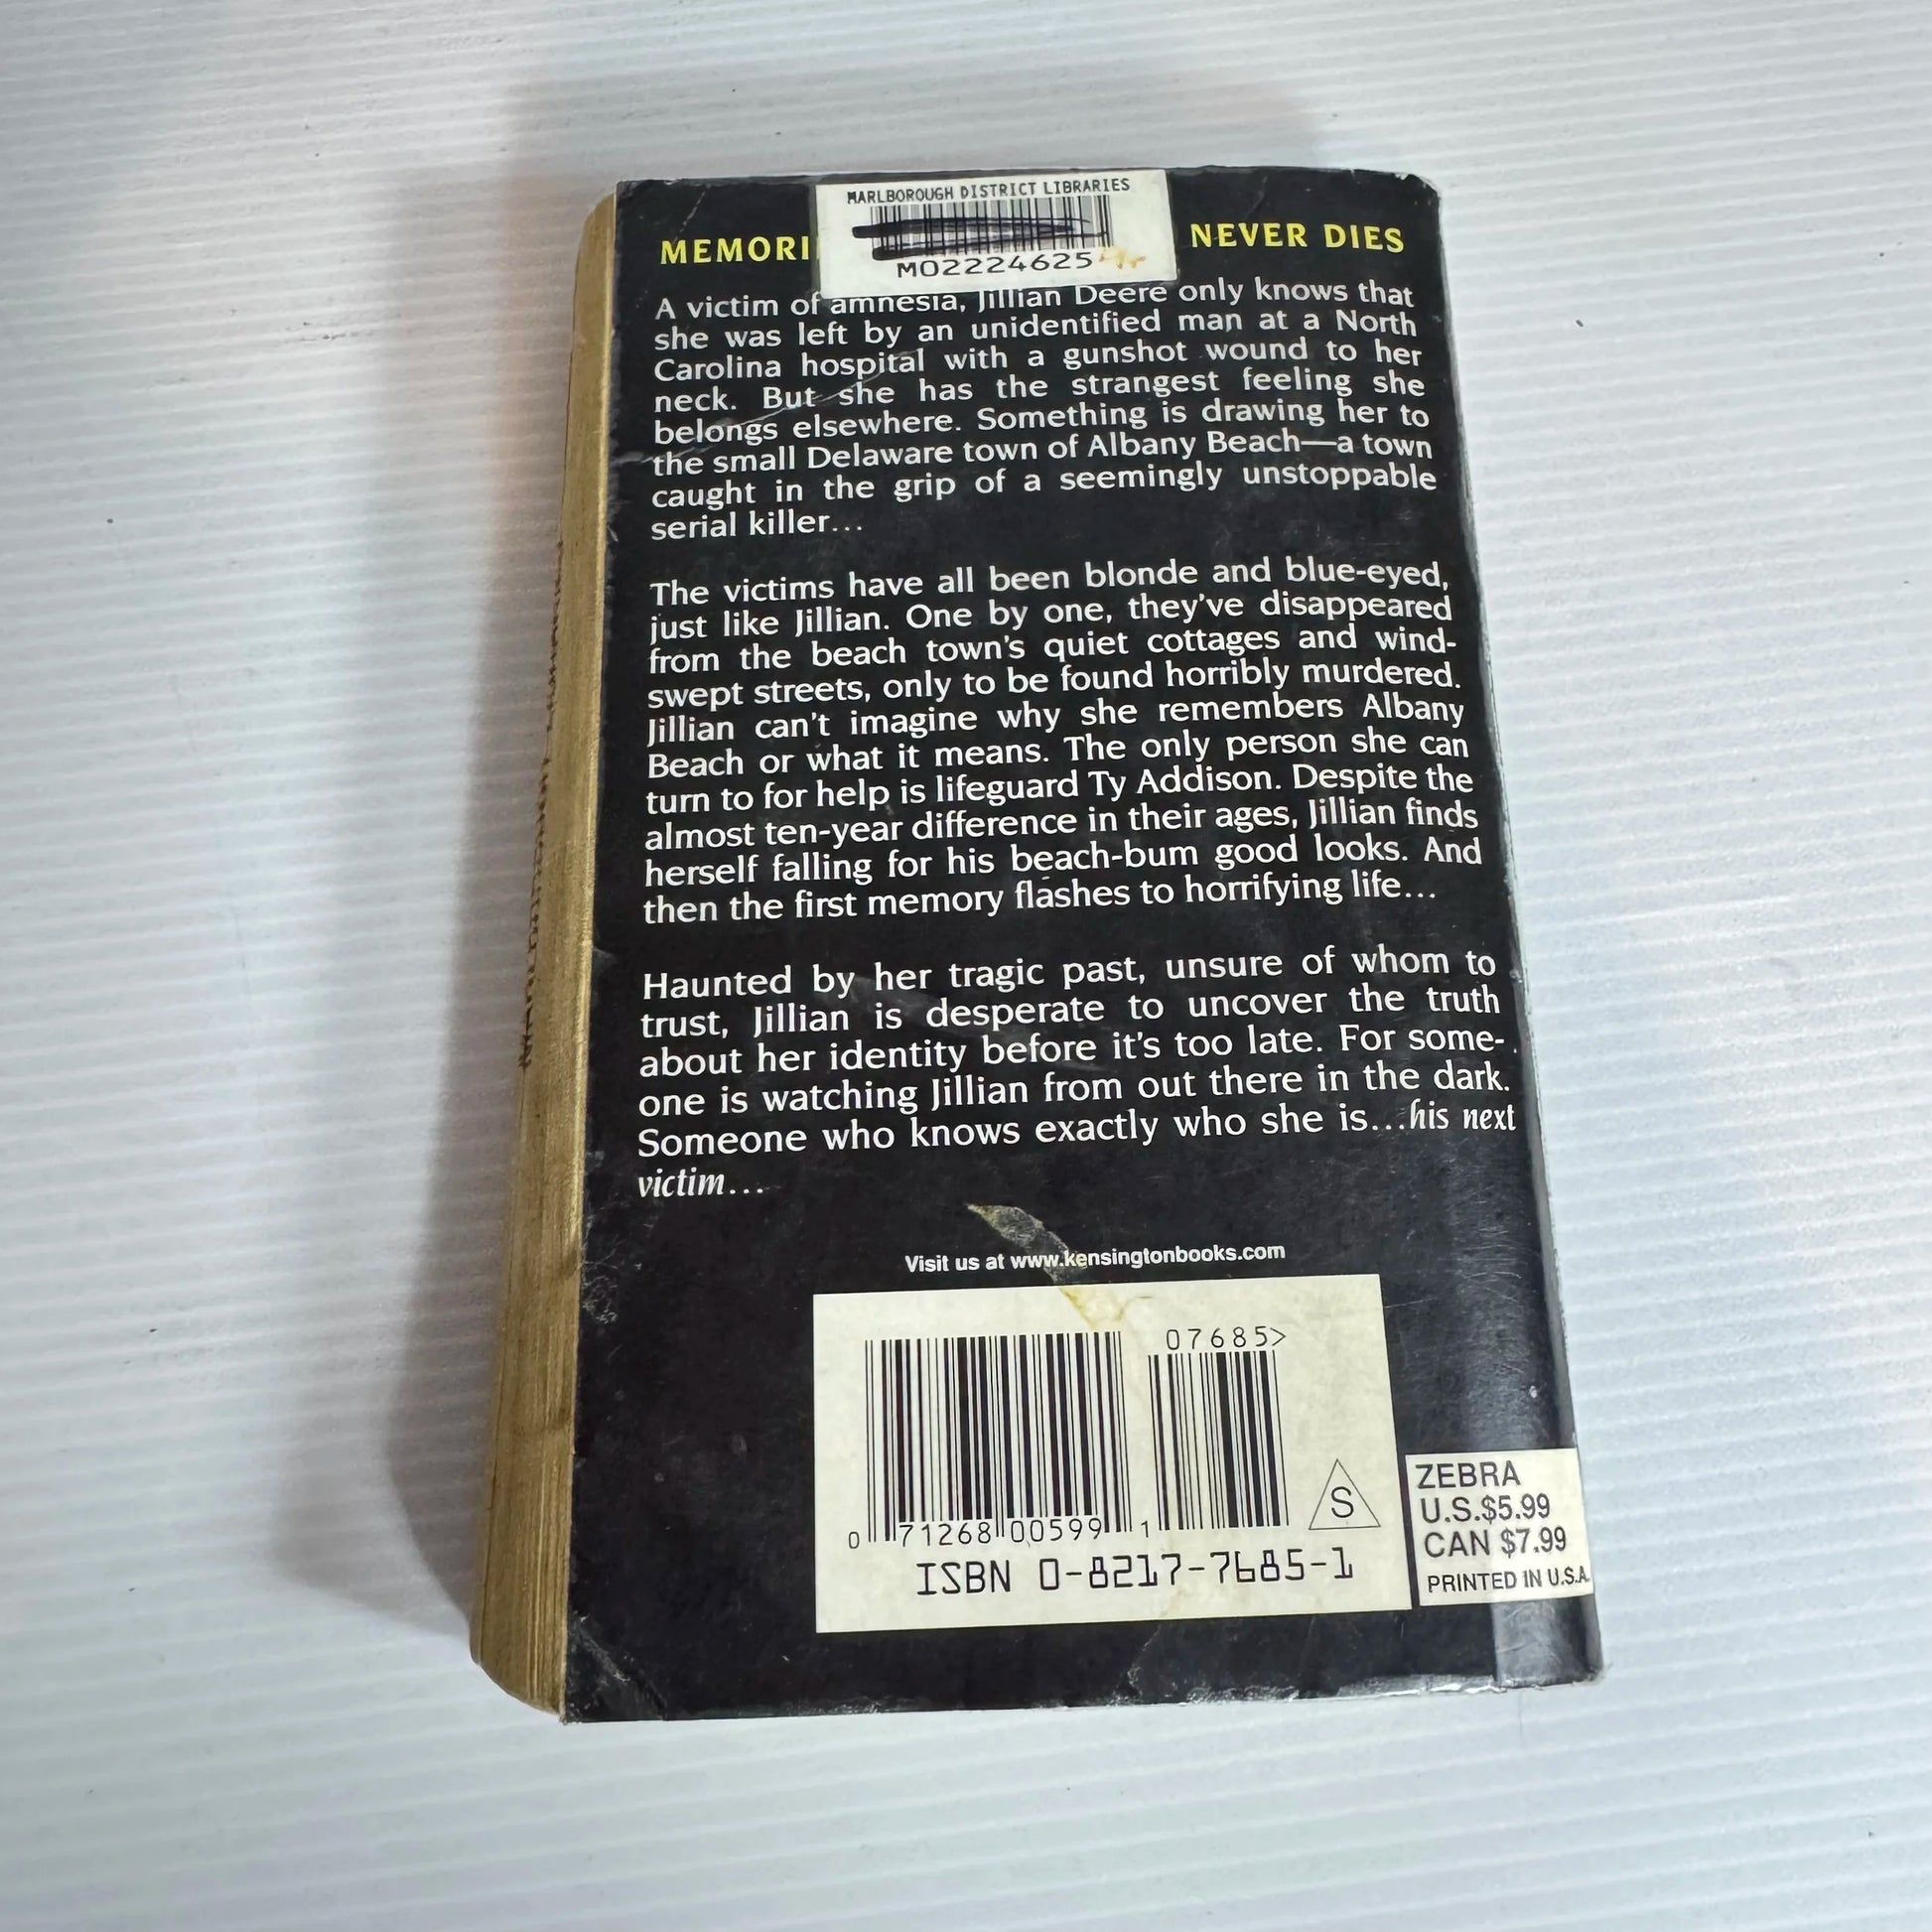 MARLBOROUGH DISTRICT LIBRARIES
MO2224625
MEMORI NEVER DIES
A victim of amnesia, Jillian Deere only knows that
she was left by an unidentified man at a North
Carolina hospital with a gunshot wound to her
neck. But she has the strangest feeling she
belongs elsewhere. Something is drawing her to
the small Delaware town of Albany Beach—a town
caught in the grip of a seemingly unstoppable
serial killer...
The victims have all been blonde and blue-eyed,
just like Jillian. One by one, they've disappeared
from the beach town's quiet cottages and wind-
swept streets, only to be found horribly murdered.
Jillian can't imagine why she remembers Albany
Beach or what it means. The only person she can
turn to for help is lifeguard Ty Addison. Despite the
almost ten-year difference in their ages, Jillian finds
herself falling for his beach-bum good looks. And
then the first memory flashes to horrifying life...
Haunted by her tragic past, unsure of whom to
trust, Jillian is desperate to uncover the truth
about her identity before it's too late. For some-
one is watching Jillian from out there in the dark.
Someone who knows exactly who she is...his next
victim...
Visit us at www.kensingtonbooks.com
07685>
0 71268 00599 1
S
ISBN 0-8217-7685-1
ZEBRA
U.S.$5.99
CAN $7.99
PRINTED IN U.S.A.